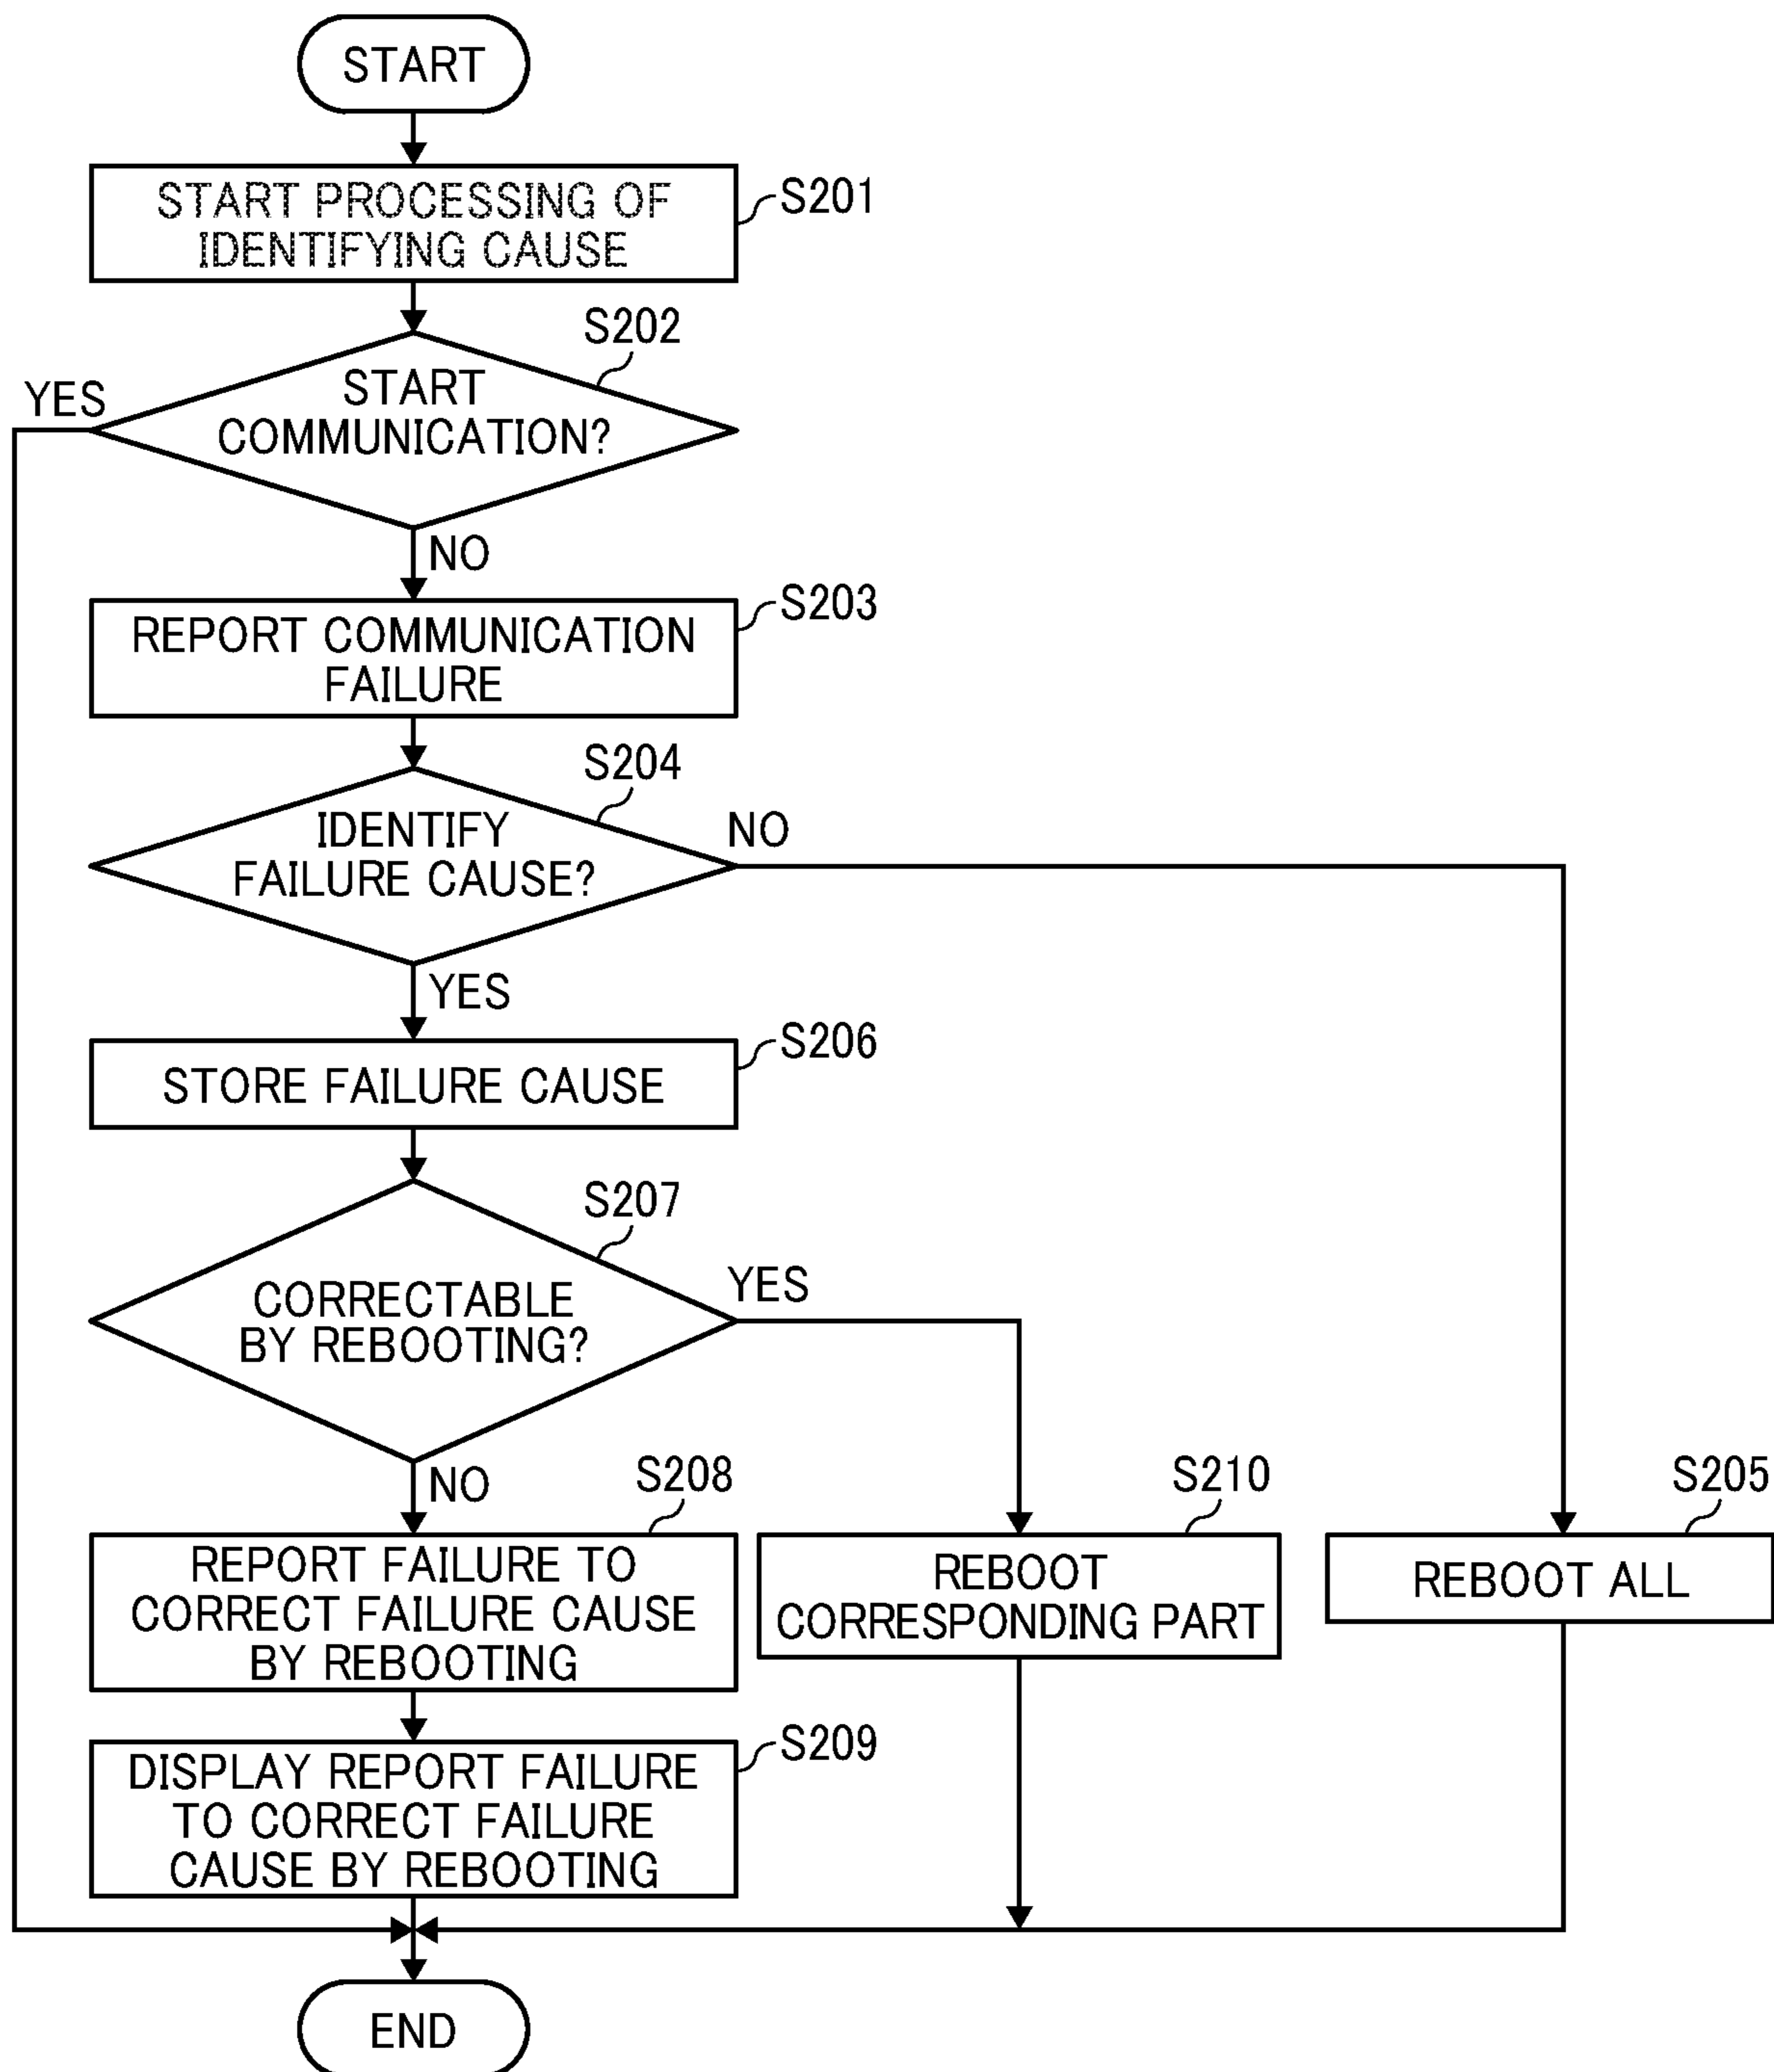 START
START PROCESSING OF
IDENTIFYING CAUSE
S201
S202
START
COMMUNICATION?
YES
NO
S203
REPORT COMMUNICATION
FAILURE
S204
IDENTIFY
FAILURE CAUSE?
NO
YES
S206
STORE FAILURE CAUSE
S207
CORRECTABLE
BY REBOOTING?
YES
NO
S208
REPORT FAILURE TO
CORRECT FAILURE CAUSE
BY REBOOTING
S210
REBOOT
CORRESPONDING PART
S205
REBOOT ALL
S209
DISPLAY REPORT FAILURE
TO CORRECT FAILURE
CAUSE BY REBOOTING
END